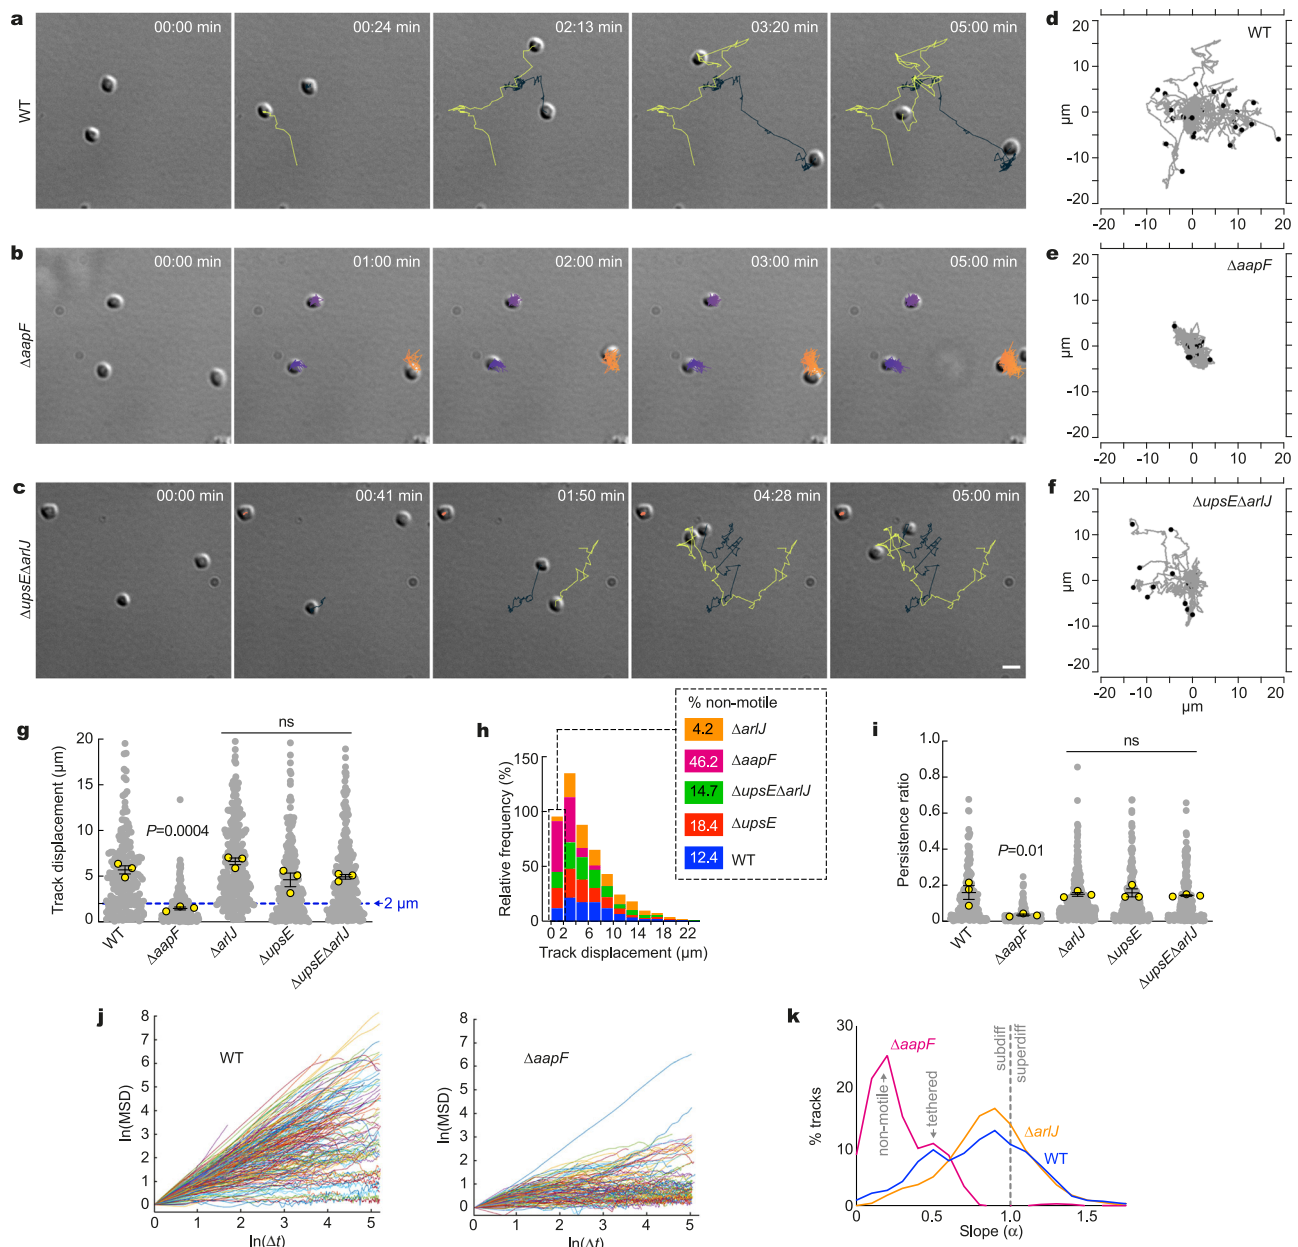 a
WT
00:00 min
00:24 min
02:13 min
03:20 min
05:00 min
d
WT
20
10
0
-10
-20
µm
-20 -10 0 10 20
b
ΔaapF
00:00 min
01:00 min
02:00 min
03:00 min
05:00 min
e
ΔaapF
20
10
0
-10
-20
µm
-20 -10 0 10 20
c
ΔupsEΔarlJ
00:00 min
00:41 min
01:50 min
04:28 min
05:00 min
f
ΔupsEΔarlJ
20
10
0
-10
-20
µm
-20 -10 0 10 20
µm
g
ns
Track displacement (µm)
20
15
10
5
0
P=0.0004
2 µm
WT
ΔaapF
ΔarlJ
ΔupsE
ΔupsEΔarlJ
h
% non-motile
4.2 ΔarlJ
46.2 ΔaapF
14.7 ΔupsEΔarlJ
18.4 ΔupsE
12.4 WT
Relative frequency (%)
150
100
50
0
0 2 6 10 14 18 22
Track displacement (µm)
i
ns
Persistence ratio
1.0
0.8
0.6
0.4
0.2
0
P=0.01
WT
ΔaapF
ΔarlJ
ΔupsE
ΔupsEΔarlJ
j
WT
ln(MSD)
8
7
6
5
4
3
2
1
0
0 1 2 3 4 5
ln(Δt)
ΔaapF
ln(MSD)
8
7
6
5
4
3
2
1
0
0 1 2 3 4 5
ln(Δt)
k
% tracks
30
20
10
0
ΔaapF
non-motile
tethered
subdiff
superdiff
ΔarlJ
WT
0 0.5 1.0 1.5
Slope (α)